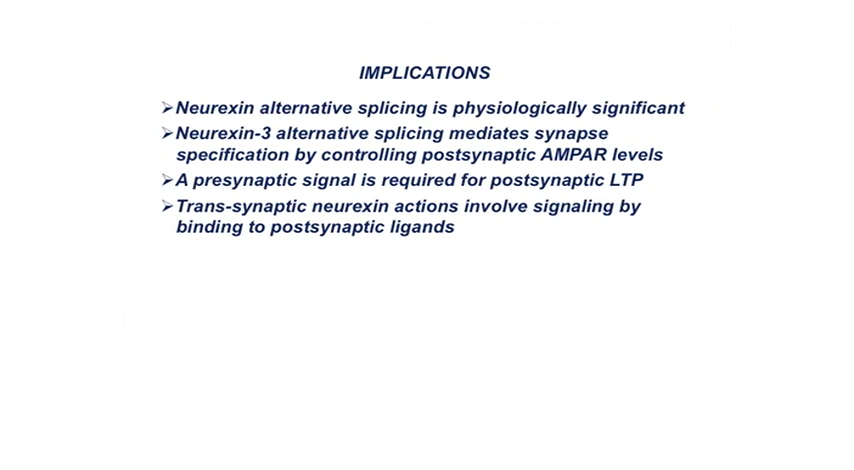 IMPLICATIONS
➢Neurexin alternative splicing is physiologically significant
➢Neurexin-3 alternative splicing mediates synapse
specification by controlling postsynaptic AMPAR levels
➢A presynaptic signal is required for postsynaptic LTP
➢Trans-synaptic neurexin actions involve signaling by
binding to postsynaptic ligands